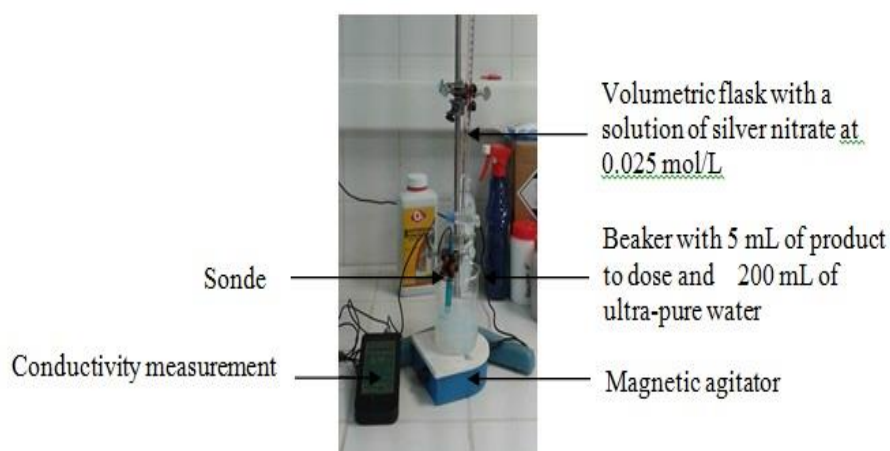 Volumetric flask with a
solution of silver nitrate at
0.025 mol/L
Beaker with 5 mL of product
to dose and 200 mL of
ultra-pure water
Sonde
Conductivity measurement
Magnetic agitator